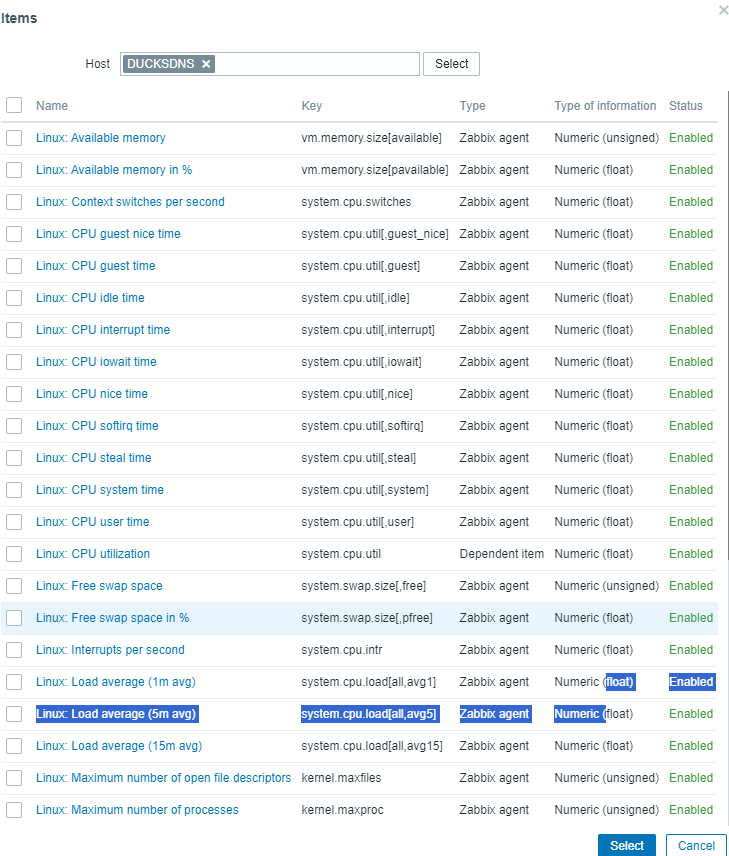 Items
Host DUCKSDNS × Select
Name Key Type Type of information Status
Linux: Available memory vm.memory.size[available] Zabbix agent Numeric (unsigned) Enabled
Linux: Available memory in % vm.memory.size[pavailable] Zabbix agent Numeric (float) Enabled
Linux: Context switches per second system.cpu.switches Zabbix agent Numeric (float) Enabled
Linux: CPU guest nice time system.cpu.util[,guest_nice] Zabbix agent Numeric (float) Enabled
Linux: CPU guest time system.cpu.util[,guest] Zabbix agent Numeric (float) Enabled
Linux: CPU idle time system.cpu.util[,idle] Zabbix agent Numeric (float) Enabled
Linux: CPU interrupt time system.cpu.util[,interrupt] Zabbix agent Numeric (float) Enabled
Linux: CPU iowait time system.cpu.util[,iowait] Zabbix agent Numeric (float) Enabled
Linux: CPU nice time system.cpu.util[,nice] Zabbix agent Numeric (float) Enabled
Linux: CPU softirq time system.cpu.util[,softirq] Zabbix agent Numeric (float) Enabled
Linux: CPU steal time system.cpu.util[,steal] Zabbix agent Numeric (float) Enabled
Linux: CPU system time system.cpu.util[,system] Zabbix agent Numeric (float) Enabled
Linux: CPU user time system.cpu.util[,user] Zabbix agent Numeric (float) Enabled
Linux: CPU utilization system.cpu.util Dependent item Numeric (float) Enabled
Linux: Free swap space system.swap.size[,free] Zabbix agent Numeric (unsigned) Enabled
Linux: Free swap space in % system.swap.size[,pfree] Zabbix agent Numeric (float) Enabled
Linux: Interrupts per second system.cpu.intr Zabbix agent Numeric (float) Enabled
Linux: Load average (1m avg) system.cpu.load[all,avg1] Zabbix agent Numeric (float) Enabled
Linux: Load average (5m avg) system.cpu.load[all,avg5] Zabbix agent Numeric (float) Enabled
Linux: Load average (15m avg) system.cpu.load[all,avg15] Zabbix agent Numeric (float) Enabled
Linux: Maximum number of open file descriptors kernel.maxfiles Zabbix agent Numeric (unsigned) Enabled
Linux: Maximum number of processes kernel.maxproc Zabbix agent Numeric (unsigned) Enabled
Select Cancel